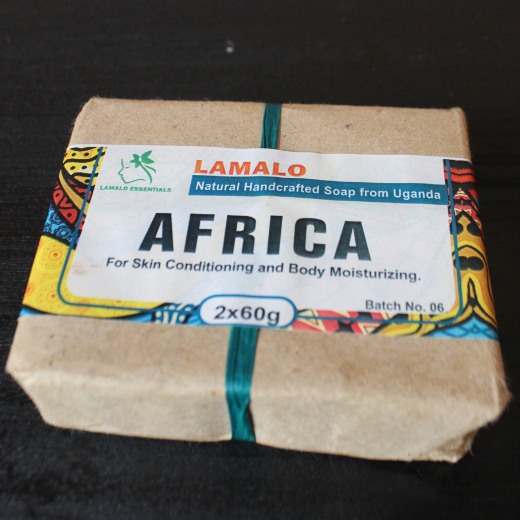 LAMALO
LAMALO ESSENTIALS
Natural Handcrafted Soap from Uganda
AFRICA
For Skin Conditioning and Body Moisturizing.
2x60g
Batch No. 06